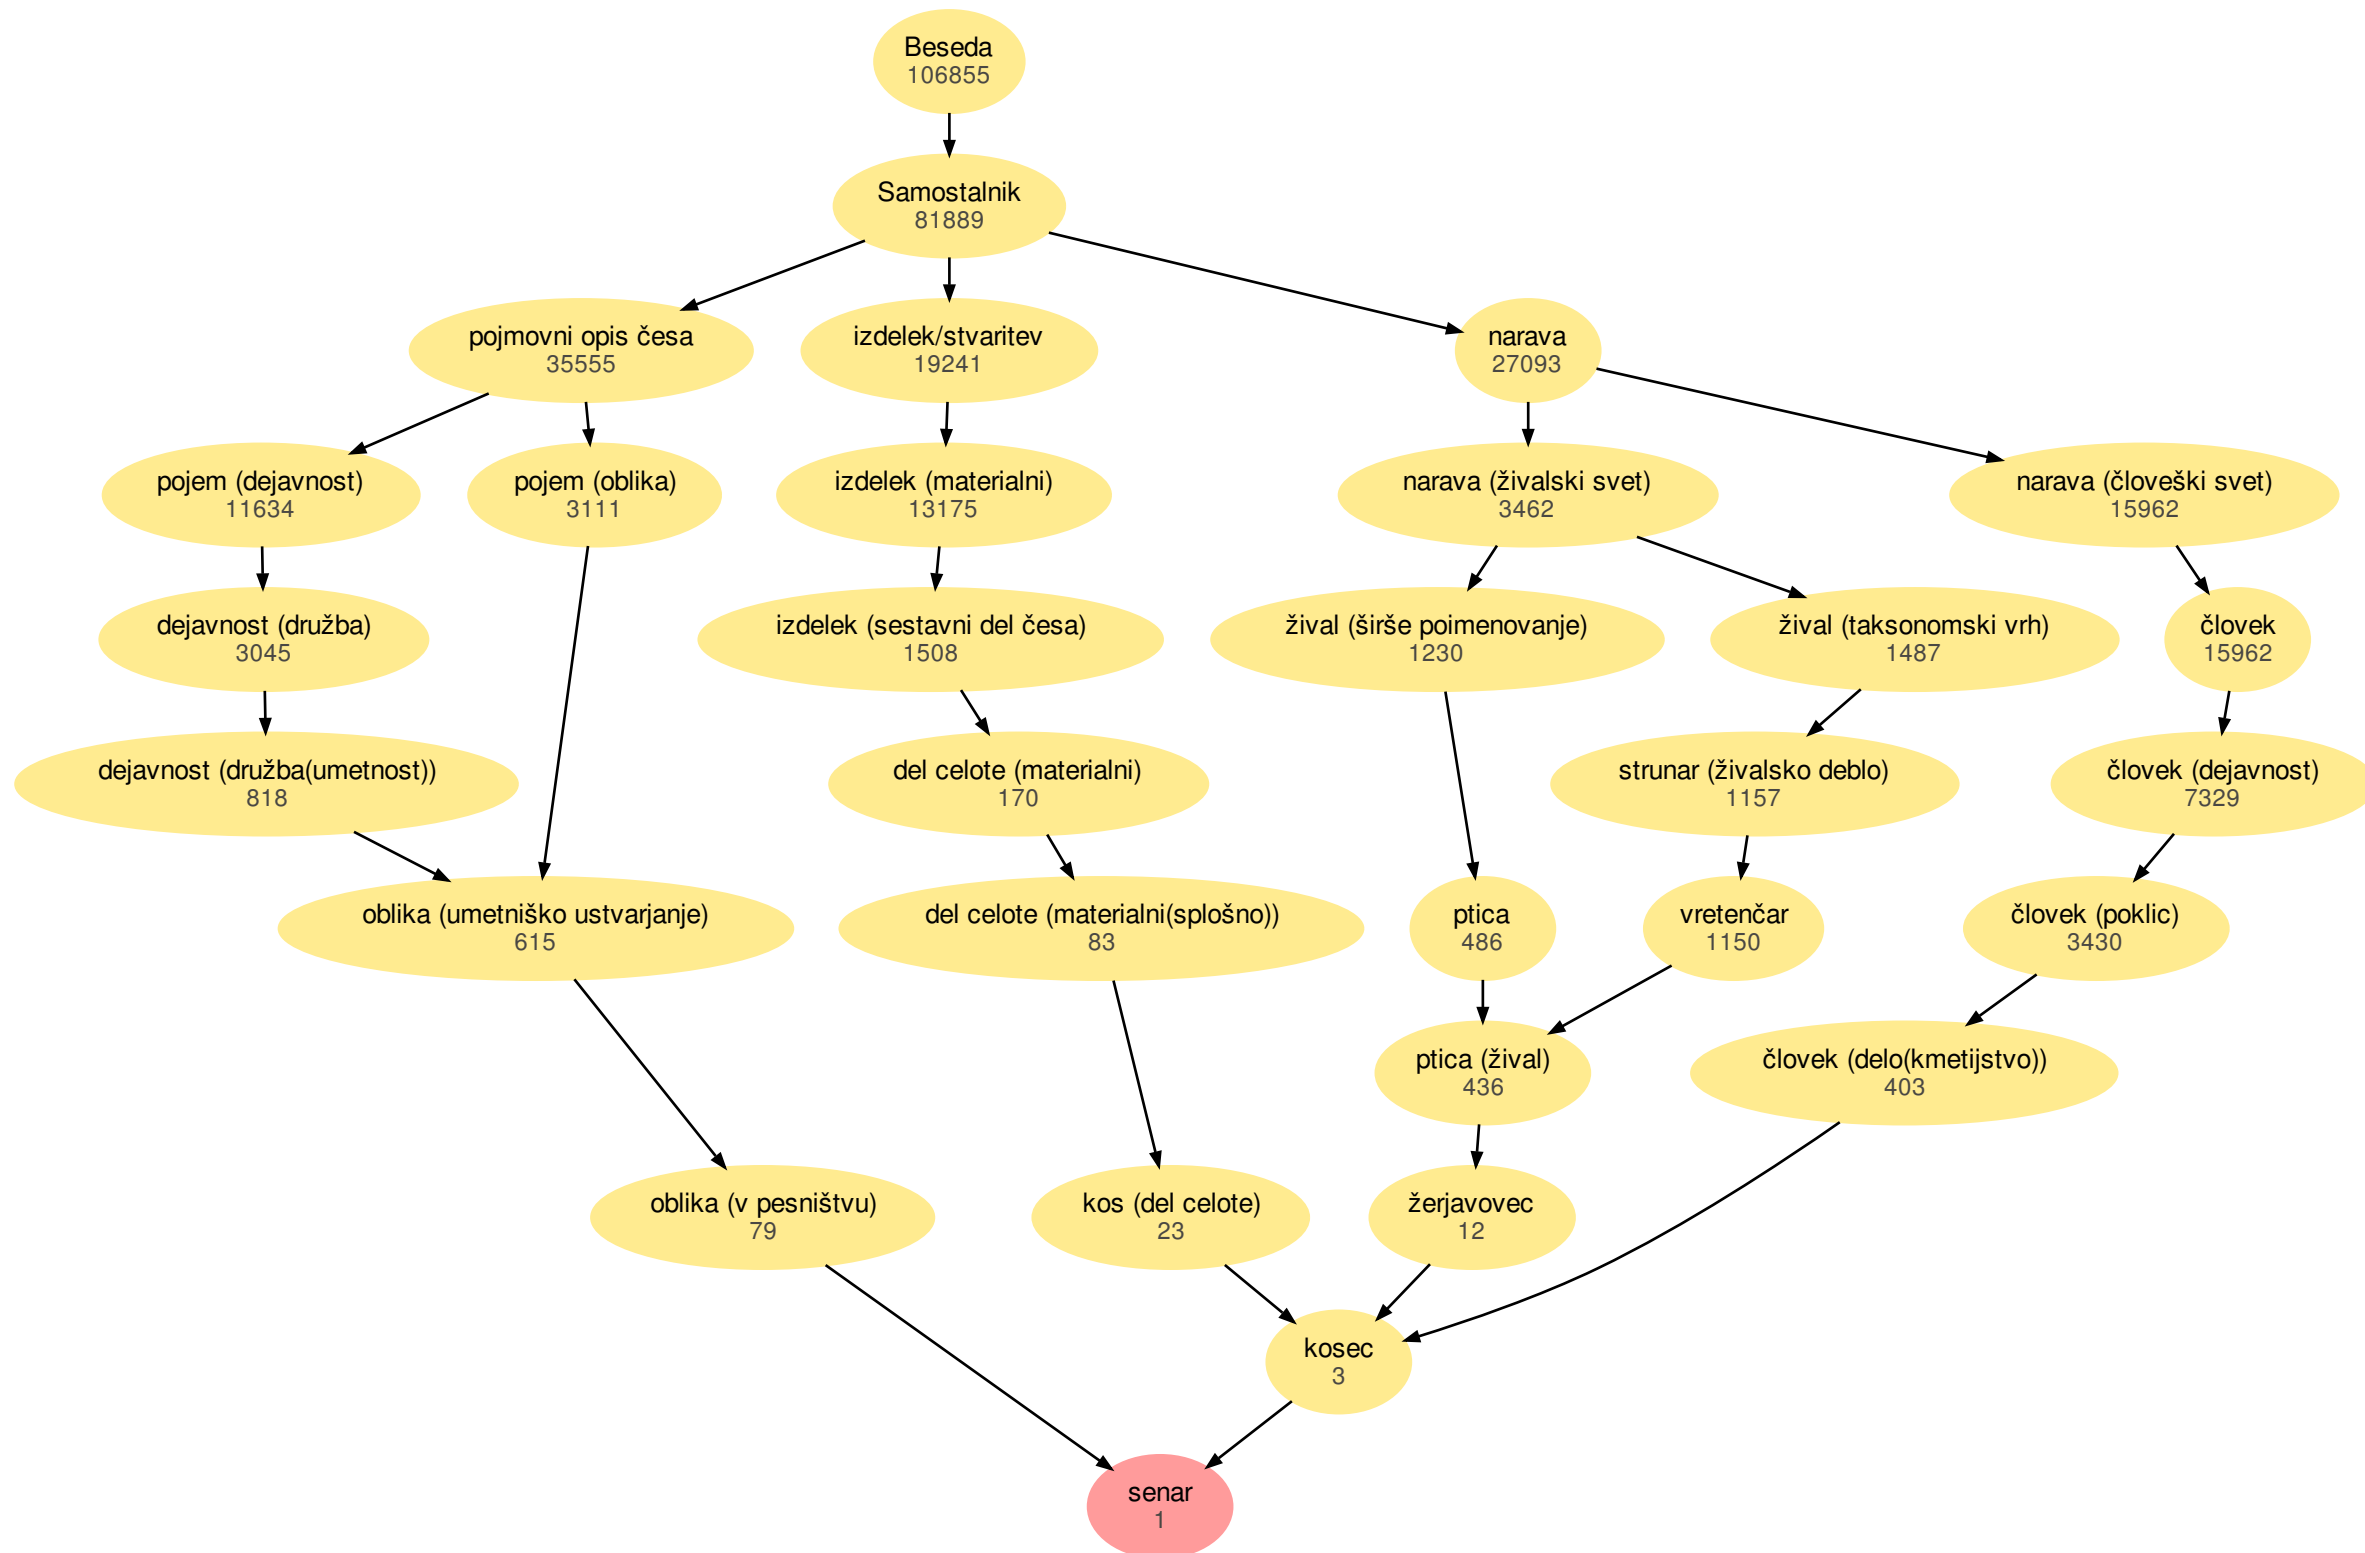 Beseda
106855
Samostalnik
81889
pojmovni opis česa
35555
izdelek/stvaritev
19241
narava
27093
pojem (dejavnost)
11634
pojem (oblika)
3111
izdelek (materialni)
13175
narava (živalski svet)
3462
narava (človeški svet)
15962
dejavnost (družba)
3045
izdelek (sestavni del česa)
1508
žival (širše poimenovanje)
1230
žival (taksonomski vrh)
1487
človek
15962
dejavnost (družba(umetnost))
818
del celote (materialni)
170
strunar (živalsko deblo)
1157
človek (dejavnost)
7329
oblika (umetniško ustvarjanje)
615
del celote (materialni(splošno))
83
ptica
486
vretenčar
1150
človek (poklic)
3430
ptica (žival)
436
človek (delo(kmetijstvo))
403
oblika (v pesništvu)
79
kos (del celote)
23
žerjavovec
12
kosec
3
senar
1